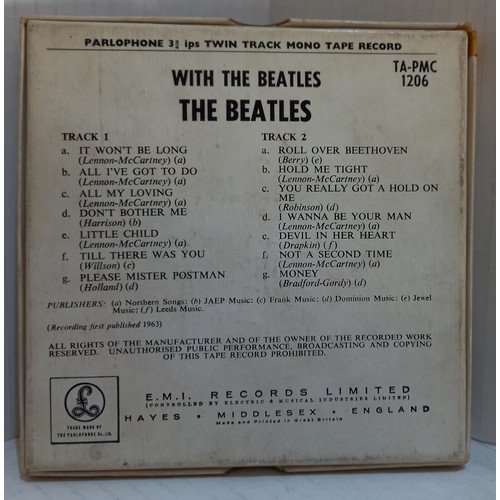 PARLOPHONE 3¾ ips TWIN TRACK MONO TAPE RECORD
TA-PMC
1206
WITH THE BEATLES
THE BEATLES
TRACK 1
a. IT WON'T BE LONG
(Lennon-McCartney) (a)
b. ALL I'VE GOT TO DO
(Lennon-McCartney) (a)
c. ALL MY LOVING
(Lennon-McCartney) (a)
d. DON'T BOTHER ME
(Harrison) (b)
e. LITTLE CHILD
(Lennon-McCartney) (a)
f. TILL THERE WAS YOU
(Willson) (c)
g. PLEASE MISTER POSTMAN
(Holland) (d)
TRACK 2
a. ROLL OVER BEETHOVEN
(Berry) (e)
b. HOLD ME TIGHT
(Lennon-McCartney) (a)
c. YOU REALLY GOT A HOLD ON
ME
(Robinson) (d)
d. I WANNA BE YOUR MAN
(Lennon-McCartney) (a)
e. DEVIL IN HER HEART
(Drapkin) (f)
f. NOT A SECOND TIME
(Lennon-McCartney) (a)
g. MONEY
(Bradford-Gordy) (d)
PUBLISHERS: (a) Northern Songs: (b) JAEP Music: (c) Frank Music: (d) Dominion Music: (e) Jewel
Music: (f) Leeds Music.
(Recording first published 1963)
ALL RIGHTS OF THE MANUFACTURER AND OF THE OWNER OF THE RECORDED WORK
RESERVED. UNAUTHORISED PUBLIC PERFORMANCE, BROADCASTING AND COPYING
OF THIS TAPE RECORD PROHIBITED.
TRADE MARK OF
THE PARLOPHONE Co. Ltd.
E.M.I. RECORDS LIMITED
(CONTROLLED BY ELECTRIC & MUSICAL INDUSTRIES LIMITED)
HAYES • MIDDLESEX • ENGLAND
Made and Printed in Great Britain